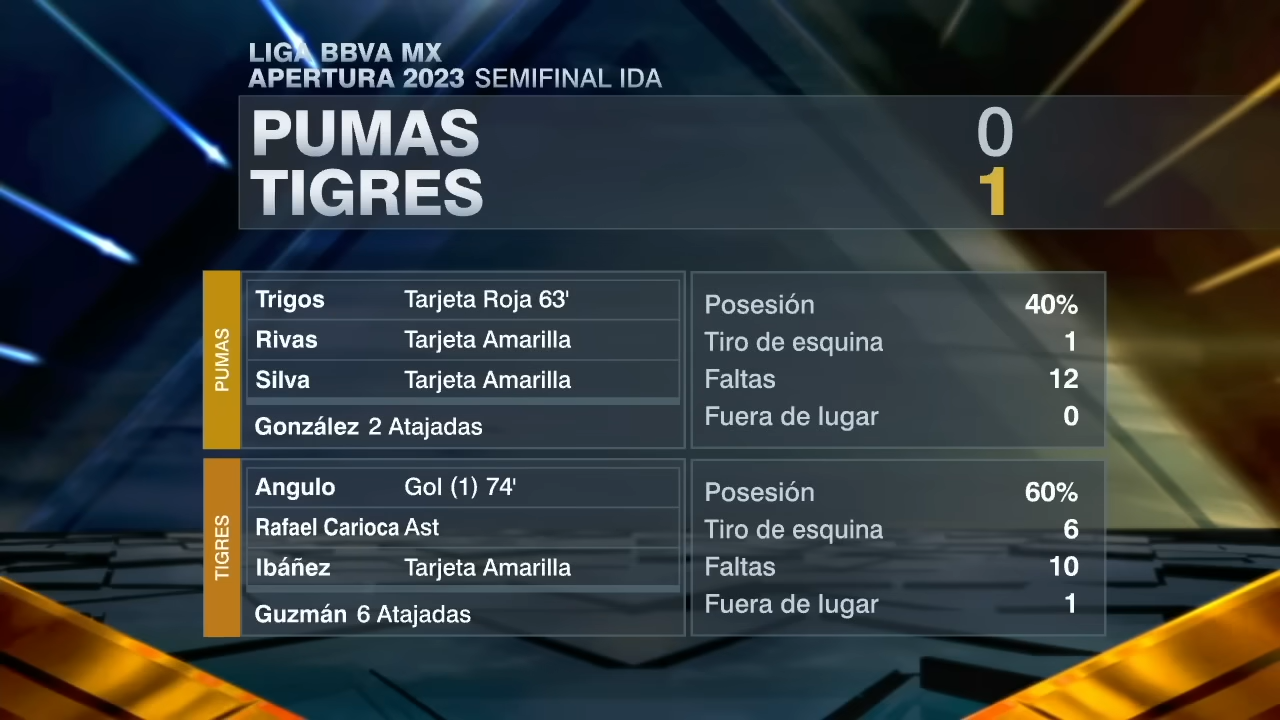 LIGA BBVA MX
APERTURA 2023 SEMIFINAL IDA
PUMAS 0
TIGRES 1
PUMAS
Trigos Tarjeta Roja 63'
Rivas Tarjeta Amarilla
Silva Tarjeta Amarilla
González 2 Atajadas
Posesión 40%
Tiro de esquina 1
Faltas 12
Fuera de lugar 0
TIGRES
Angulo Gol (1) 74'
Rafael Carioca Ast
Ibáñez Tarjeta Amarilla
Guzmán 6 Atajadas
Posesión 60%
Tiro de esquina 6
Faltas 10
Fuera de lugar 1